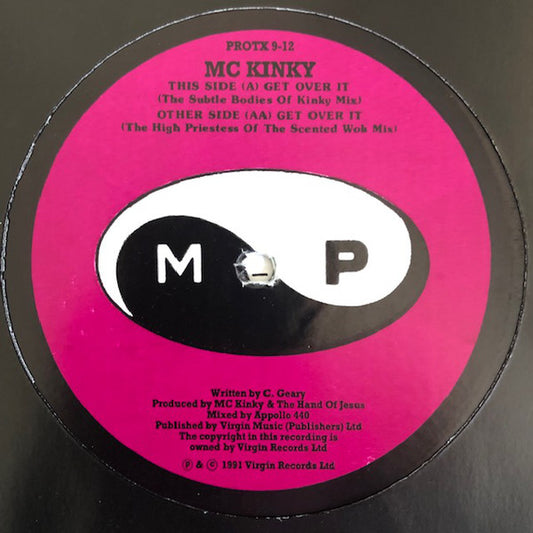 PROTX 9-12
MC KINKY
THIS SIDE (A) GET OVER IT
(The Subtle Bodies Of Kinky Mix)
OTHER SIDE (AA) GET OVER IT
(The High Priestess Of The Scented Wok Mix)
M P
Written by C. Geary
Produced by MC Kinky & The Hand Of Jesus
Mixed by Appollo 440
Published by Virgin Music (Publishers) Ltd
The copyright in this recording is
owned by Virgin Records Ltd
℗ & © 1991 Virgin Records Ltd